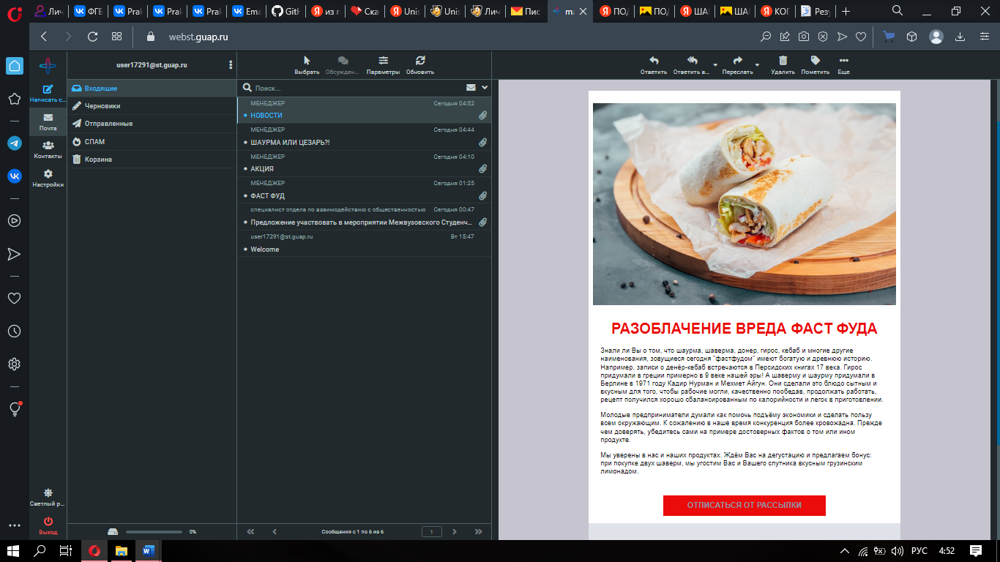 Лич
ФГБ
Prak
Prak
Prak
Ema
Gith
из г
Ска
Unis
Unis
Лич
Пис
ma
ПОД
ПОД
ША
ША
КОГ
Резу
webst.guap.ru
user17291@st.guap.ru
Выбрать
Обсужден...
Параметры
Обновить
Ответить
Ответить в...
Переслать
Удалить
Пометить
Еще
Написать с...
Почта
Контакты
Настройки
Светлый р...
Выход
Входящие
Черновики
Отправленные
СПАМ
Корзина
0%
Поиск...
МЕНЕДЖЕР Сегодня 04:52
НОВОСТИ
МЕНЕДЖЕР Сегодня 04:44
ШАУРМА ИЛИ ЦЕЗАРЬ?!
МЕНЕДЖЕР Сегодня 04:10
АКЦИЯ
МЕНЕДЖЕР Сегодня 01:25
ФАСТ ФУД
специалист отдела по взаимодействию с общественностью Сегодня 00:47
Предложение участвовать в мероприятии Межвузовского Студенч...
user17291@st.guap.ru Вт 15:47
Welcome
Сообщения с 1 по 6 из 6
1
РАЗОБЛАЧЕНИЕ ВРЕДА ФАСТ ФУДА
Знали ли Вы о том, что шаурма, шаверма, донер, гирос, кебаб и многие другие
наименования, зовущиеся сегодня "фастфудом" имеют богатую и древнюю историю.
Например, записи о денёр-кебаб встречаются в Персидских книгах 17 века. Гирос
придумали в греции примерно в 9 веке нашей эры! А шаверму и шаурму придумали в
Берлине в 1971 году Кадир Нурман и Мехмет Айгун. Они сделали это блюдо сытным и
вкусным для того, чтобы рабочие могли, качественно пообедав, продолжать работать,
рецепт получился хорошо сбалансированным по калорийности и легок в приготовлении.
Молодые предприниматели думали как помочь подъёму экономики и сделать пользу
всем окружающим. К сожалению в наше время конкуренция более кровожадна. Прежде
чем доверять, убедитесь сами на примере достоверных фактов о том или ином
продукте.
Мы уверены в нас и наших продуктах. Ждём Вас на дегустацию и предлагаем бонус:
при покупке двух шаверм, мы угостим Вас и Вашего спутника вкусным грузинским
лимонадом.
ОТПИСАТЬСЯ ОТ РАССЫЛКИ
РУС
4:52